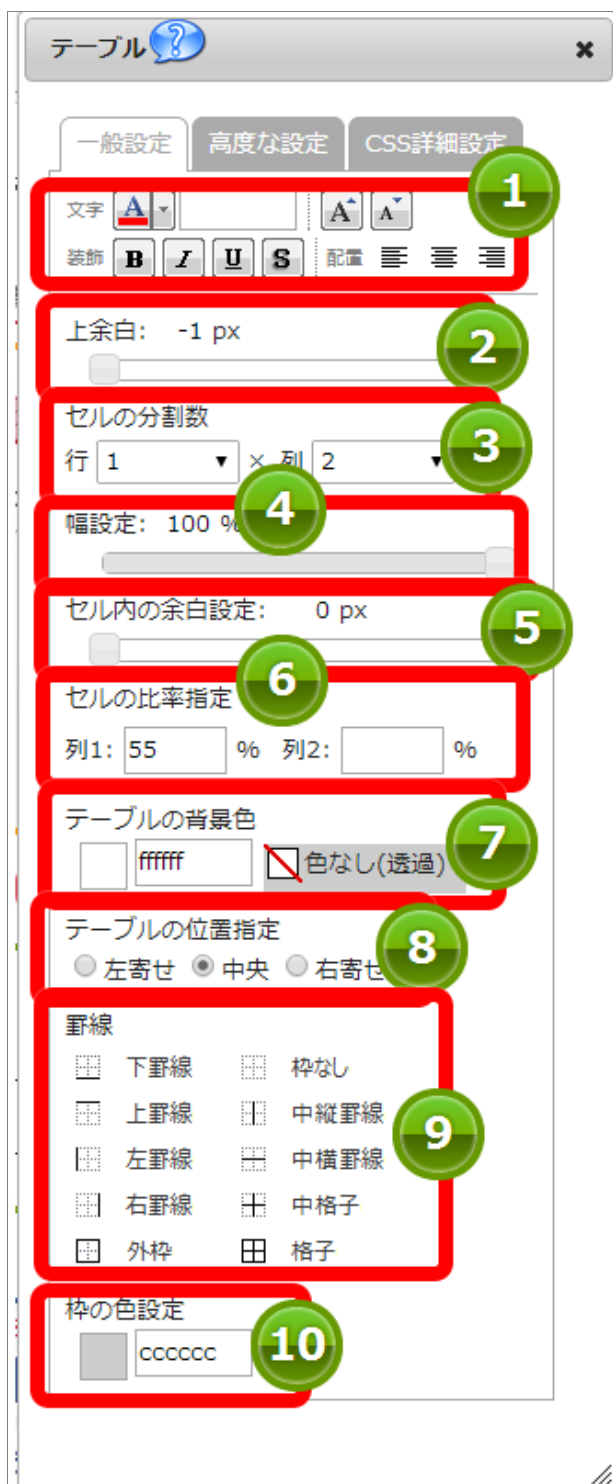 テーブル
一般設定 高度な設定 CSS詳細設定
1
文字 A A A
装飾 B I U S 配置
上余白: -1 px
2
セルの分割数
行 1 × 列 2
3
4
幅設定: 100 %
セル内の余白設定: 0 px
5
6
セルの比率指定
列1: 55 % 列2: %
テーブルの背景色
ffffff 色なし(透過)
7
テーブルの位置指定
左寄せ 中央 右寄せ
8
罫線
下罫線 枠なし
上罫線 中縦罫線
左罫線 中横罫線
9
右罫線 中格子
外枠 格子
枠の色設定
cccccc
10